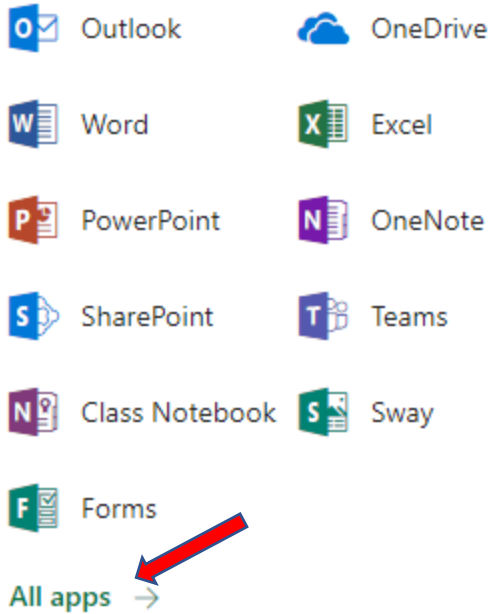 Outlook OneDrive
Word Excel
PowerPoint OneNote
SharePoint Teams
Class Notebook Sway
Forms
All apps →